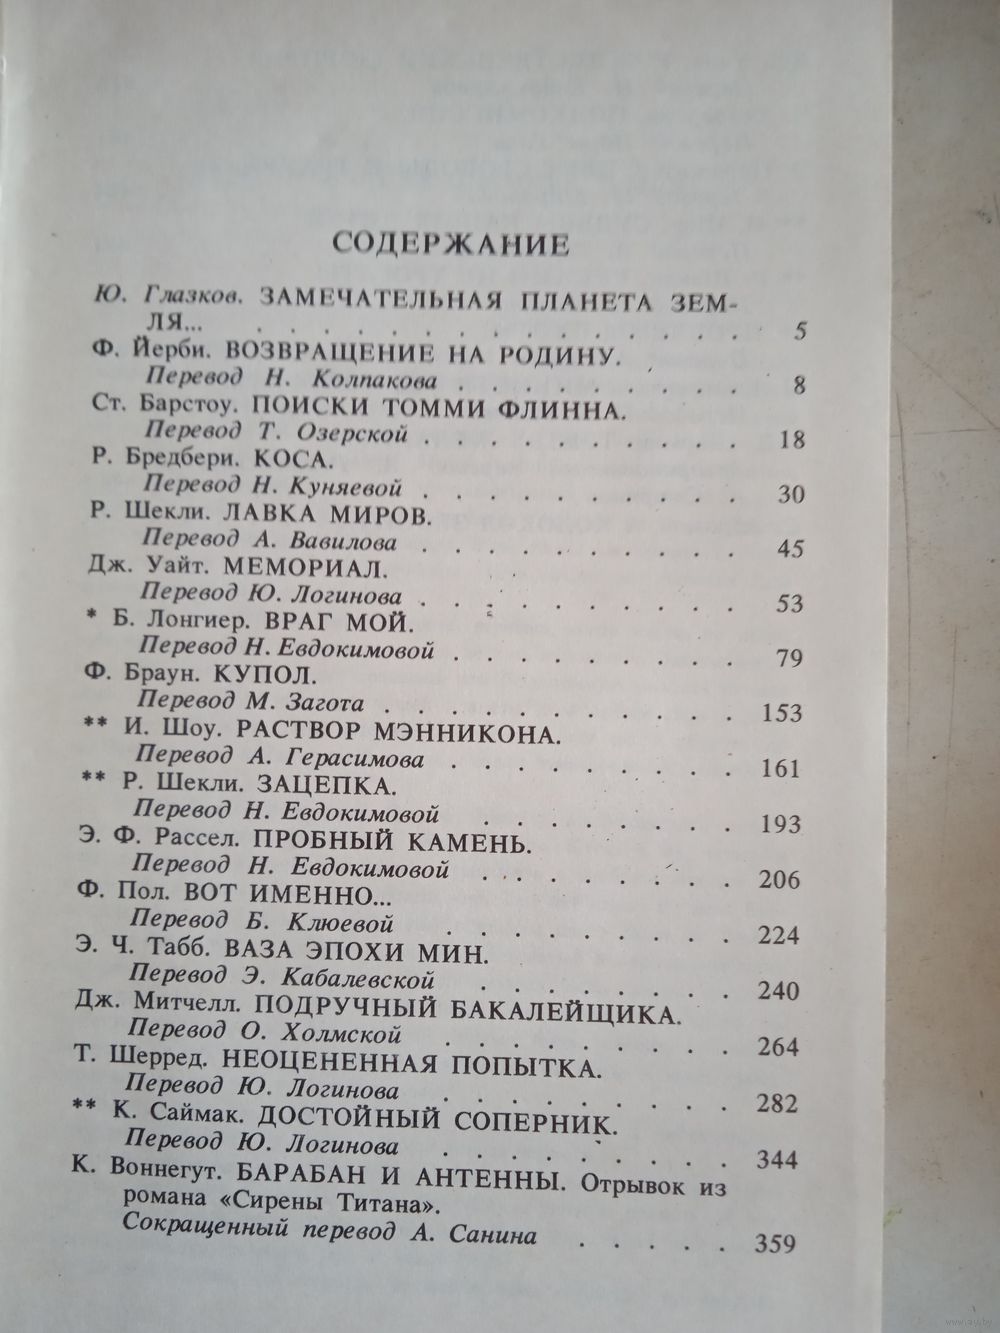 СОДЕРЖАНИЕ
Ю. Глазков. ЗАМЕЧАТЕЛЬНАЯ ПЛАНЕТА ЗЕМ-
ЛЯ... . . . . . . . . . . . . . . 5
Ф. Йерби. ВОЗВРАЩЕНИЕ НА РОДИНУ.
Перевод Н. Колпакова . . . . . . . . . 8
Ст. Барстоу. ПОИСКИ ТОММИ ФЛИННА.
Перевод Т. Озерской . . . . . . . . . . 18
Р. Бредбери. КОСА.
Перевод Н. Куняевой . . . . . . . . . . 30
Р. Шекли. ЛАВКА МИРОВ.
Перевод А. Вавилова . . . . . . . . . . 45
Дж. Уайт. МЕМОРИАЛ.
Перевод Ю. Логинова . . . . . . . . . . 53
* Б. Лонгиер. ВРАГ МОЙ.
Перевод Н. Евдокимовой . . . . . . . . . 79
Ф. Браун. КУПОЛ.
Перевод М. Загота . . . . . . . . . . . 153
** И. Шоу. РАСТВОР МЭННИКОНА.
Перевод А. Герасимова . . . . . . . . . 161
** Р. Шекли. ЗАЦЕПКА.
Перевод Н. Евдокимовой . . . . . . . . 193
Э. Ф. Рассел. ПРОБНЫЙ КАМЕНЬ.
Перевод Н. Евдокимовой . . . . . . . . 206
Ф. Пол. ВОТ ИМЕННО...
Перевод Б. Клюевой . . . . . . . . . 224
Э. Ч. Табб. ВАЗА ЭПОХИ МИН.
Перевод Э. Кабалевской . . . . . . . . 240
Дж. Митчелл. ПОДРУЧНЫЙ БАКАЛЕЙЩИКА.
Перевод О. Холмской . . . . . . . . . 264
Т. Шерред. НЕОЦЕНЕННАЯ ПОПЫТКА.
Перевод Ю. Логинова . . . . . . . . . 282
** К. Саймак. ДОСТОЙНЫЙ СОПЕРНИК.
Перевод Ю. Логинова . . . . . . . . . 344
К. Воннегут. БАРАБАН И АНТЕННЫ. Отрывок из
романа «Сирены Титана».
Сокращенный перевод А. Санина . . . . . 359
www.ay.by